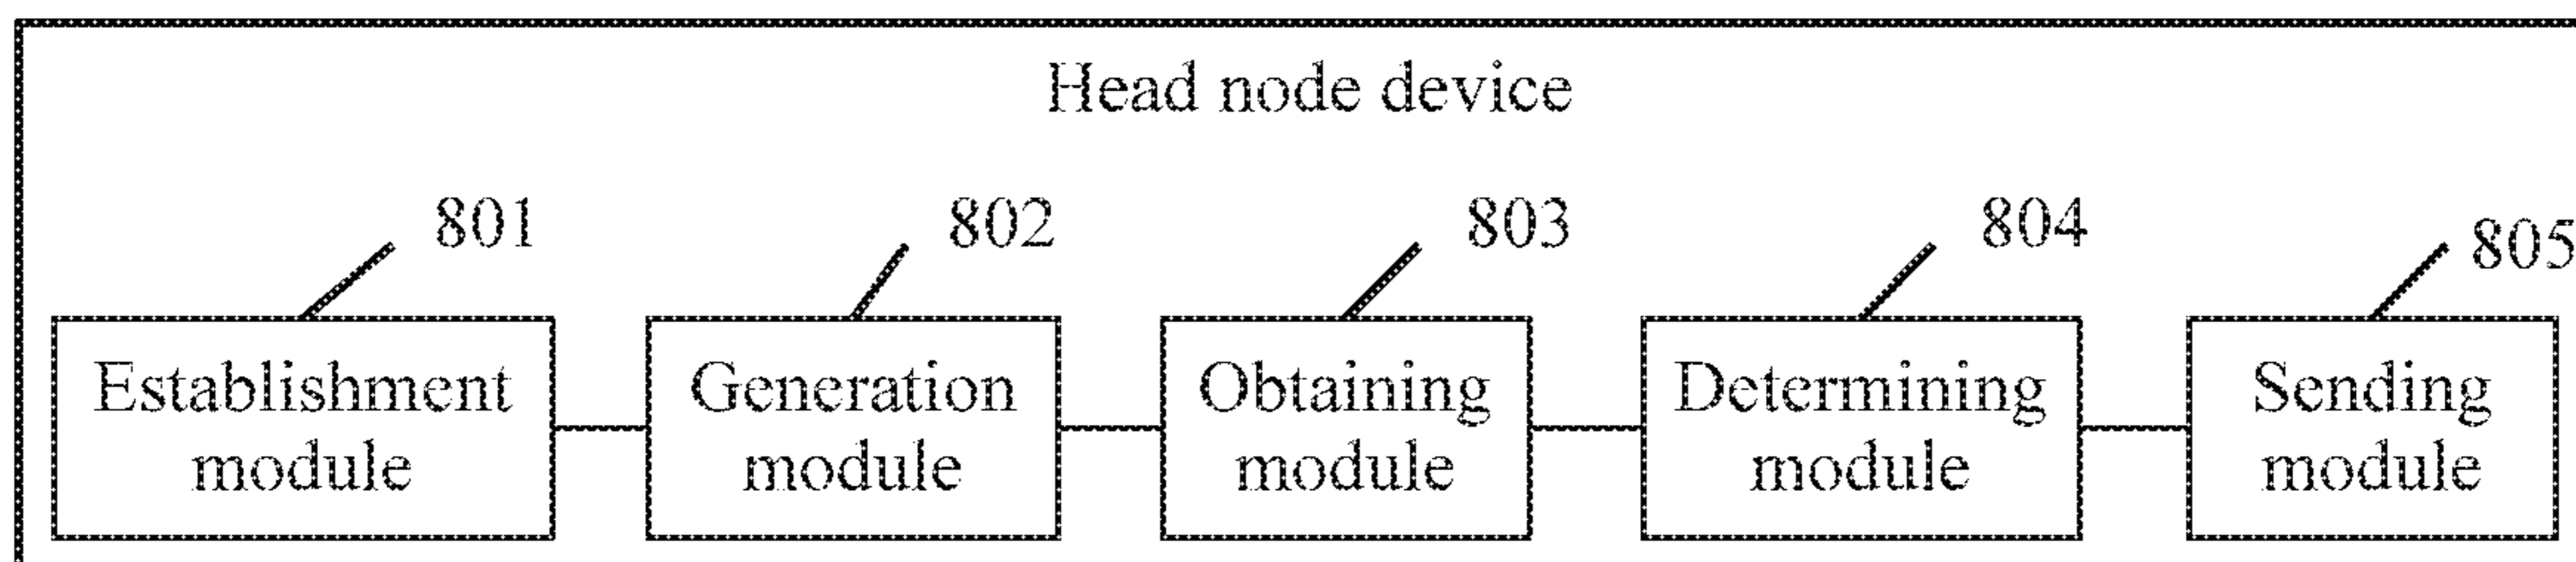 Head node device
801 802 803 804 805
Establishment module
Generation module
Obtaining module
Determining module
Sending module